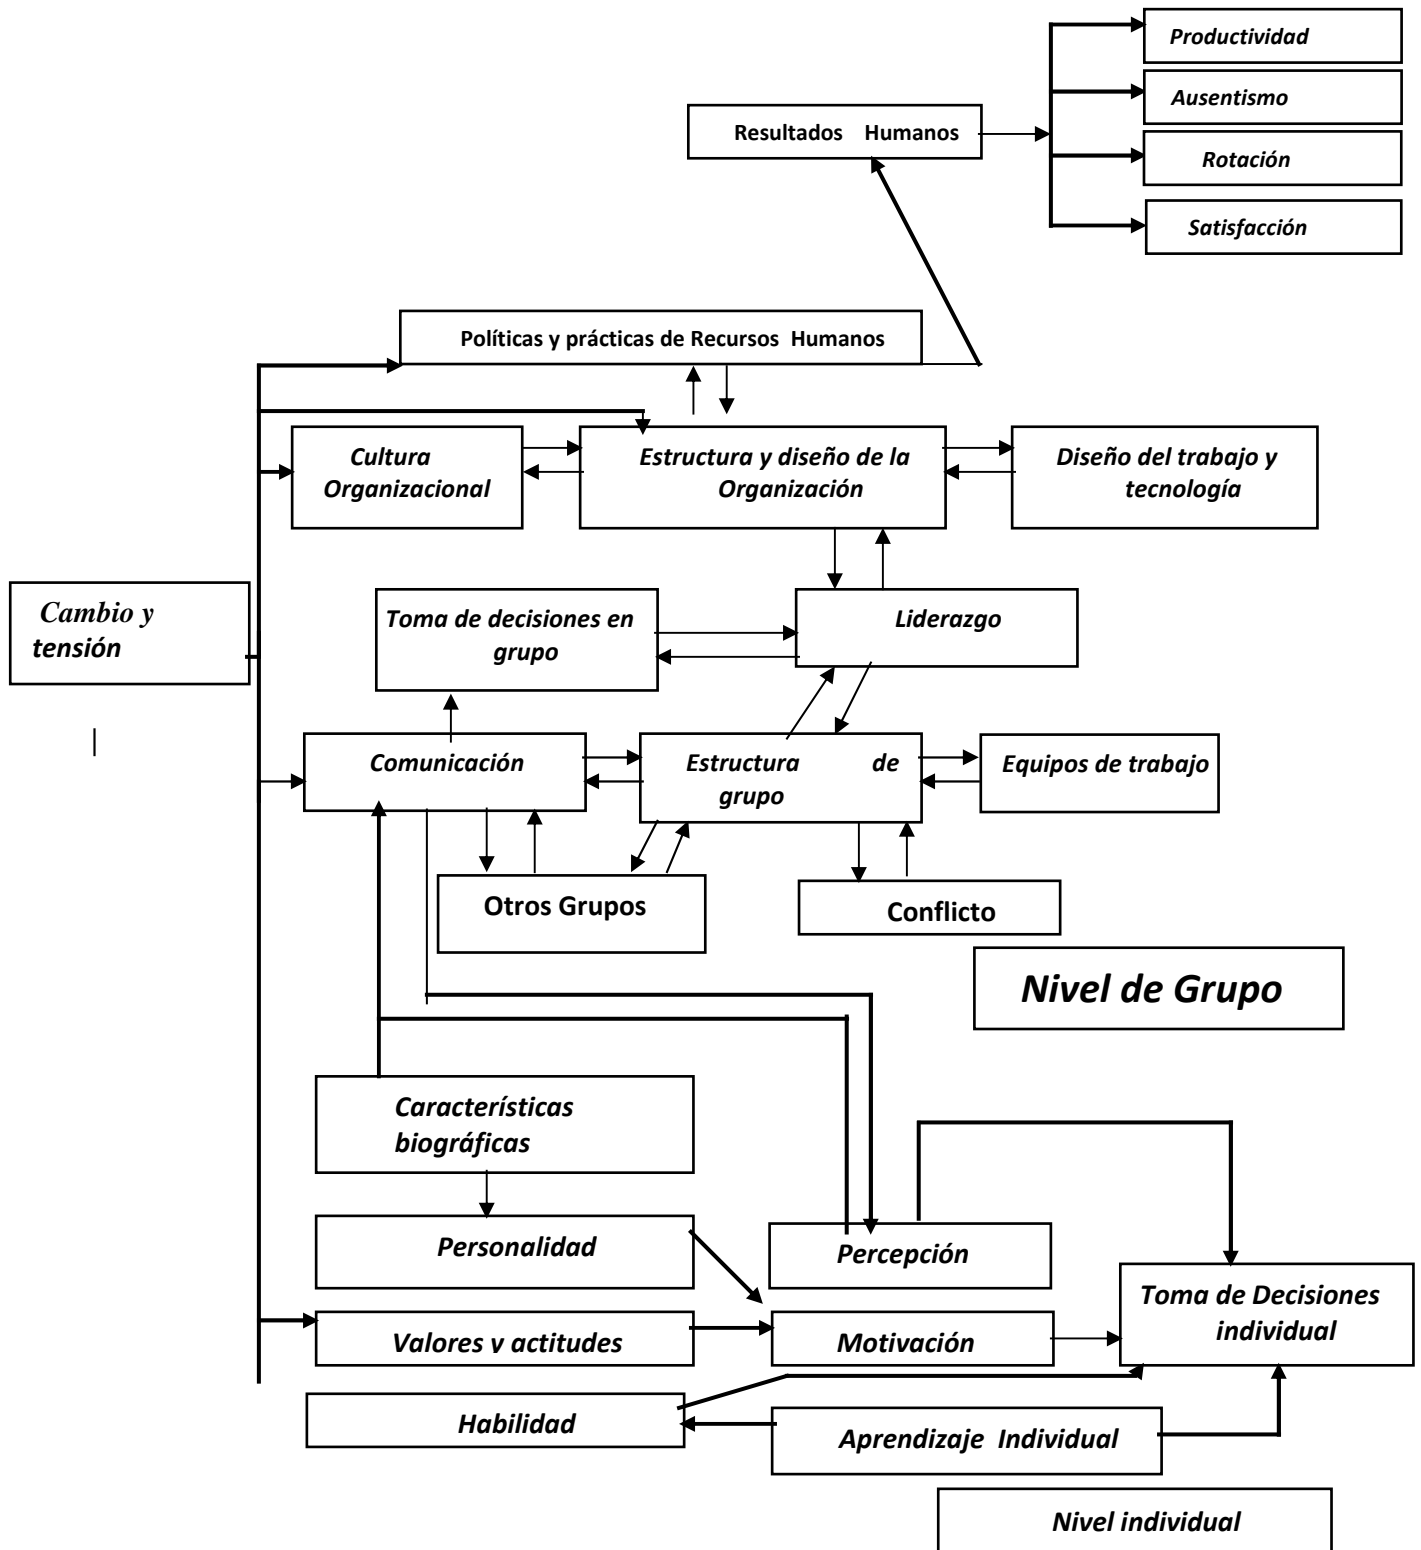 Productividad
Ausentismo
Resultados Humanos
Rotación
Satisfacción
Políticas y prácticas de Recursos Humanos
Cultura
Organizacional
Estructura y diseño de la
Organización
Diseño del trabajo y
tecnología
Cambio y
tensión
Toma de decisiones en
grupo
Liderazgo
Comunicación
Estructura de
grupo
Equipos de trabajo
Otros Grupos
Conflicto
Nivel de Grupo
Característísticas
biográficas
Personalidad
Percepción
Toma de Decisiones
individual
Valores y actitudes
Motivación
Habilidad
Aprendizaje Individual
Nivel individual